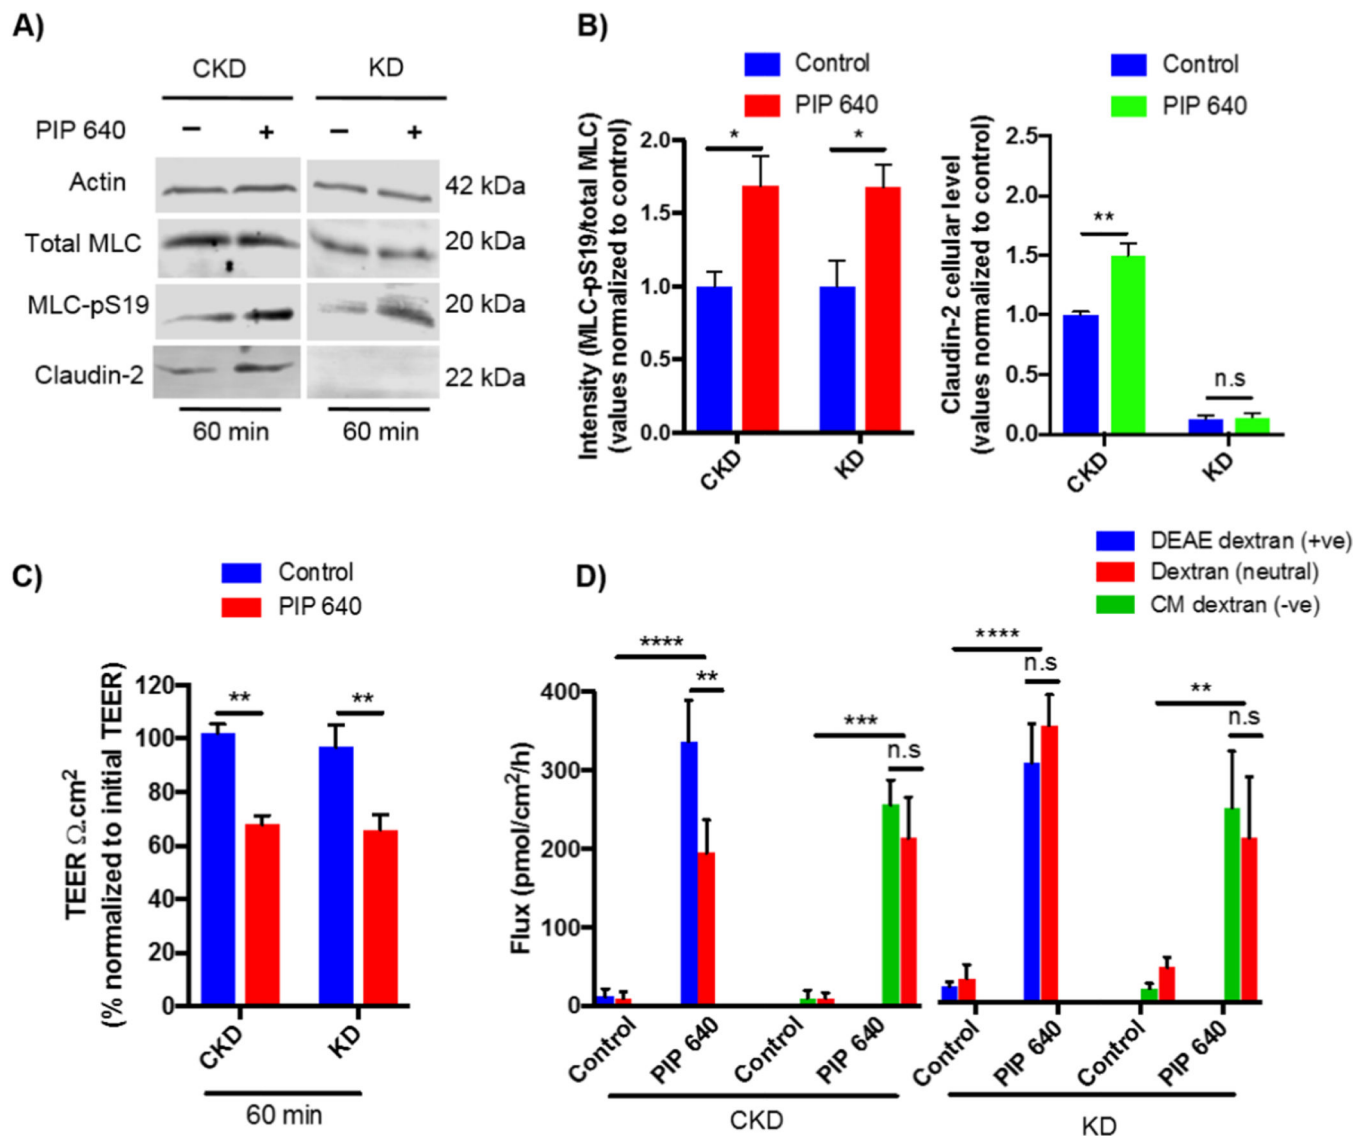 A)
CKD KD
PIP 640 − + − +
Actin 42 kDa
Total MLC 20 kDa
MLC-pS19 20 kDa
Claudin-2 22 kDa
60 min 60 min
B)
Control
PIP 640
Intensity (MLC-pS19/total MLC)
(values normalized to control)
2.0
1.5
1.0
0.5
0.0
* *
CKD KD
Control
PIP 640
Claudin-2 cellular level
(values normalized to control)
2.5
2.0
1.5
1.0
0.5
0.0
**
n.s
CKD KD
C)
Control
PIP 640
TEER Ω.cm²
(% normalized to initial TEER)
120
100
80
60
40
20
0
** **
CKD KD
60 min
D)
DEAE dextran (+ve)
Dextran (neutral)
CM dextran (-ve)
Flux (pmol/cm²/h)
400
300
200
100
0
****
**
***
n.s
****
n.s
**
n.s
Control PIP 640 Control PIP 640 Control PIP 640 Control PIP 640
CKD KD